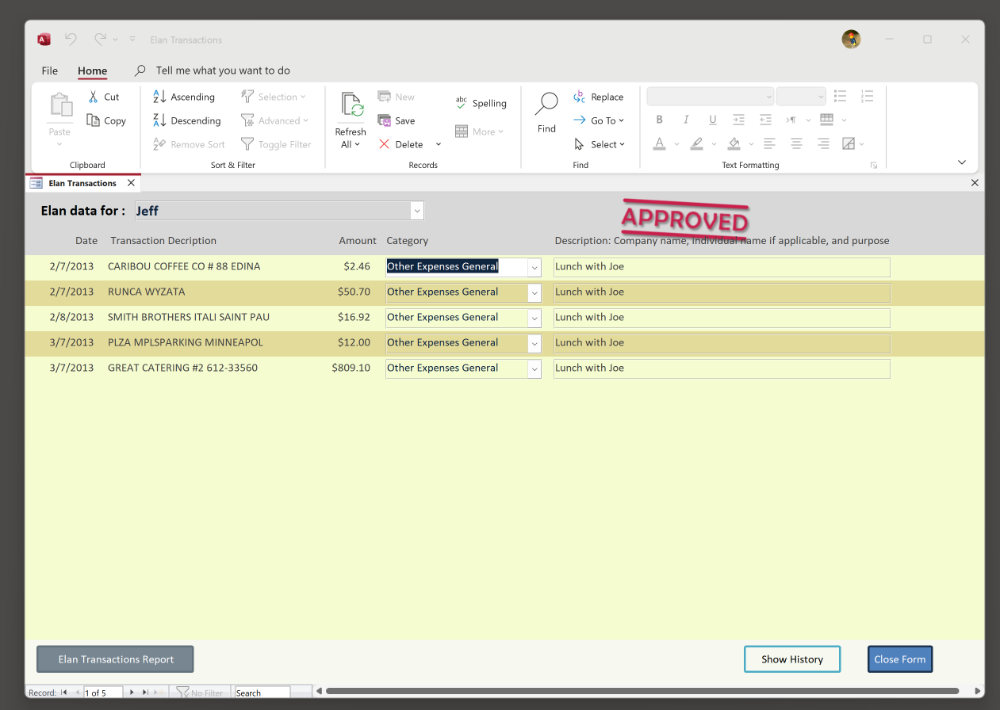 Elan Transactions
File Home Tell me what you want to do
Paste
Cut
Copy
Clipboard
Ascending
Descending
Remove Sort
Selection
Advanced
Toggle Filter
Sort & Filter
Refresh
All
New
Save
Delete
Spelling
More
Records
Find
Replace
Go To
Select
Find
B I U
Text Formatting
Elan Transactions
Elan data for : Jeff
APPROVED
Date Transaction Decription Amount Category Description: Company name, individual name if applicable, and purpose
2/7/2013 CARIBOU COFFEE CO # 88 EDINA $2.46 Other Expenses General Lunch with Joe
2/7/2013 RUNCA WYZATA $50.70 Other Expenses General Lunch with Joe
2/8/2013 SMITH BROTHERS ITALI SAINT PAU $16.92 Other Expenses General Lunch with Joe
3/7/2013 PLZA MPLSPARKING MINNEAPOL $12.00 Other Expenses General Lunch with Joe
3/7/2013 GREAT CATERING #2 612-33560 $809.10 Other Expenses General Lunch with Joe
Elan Transactions Report Show History Close Form
Record: 1 of 5 No Filter Search